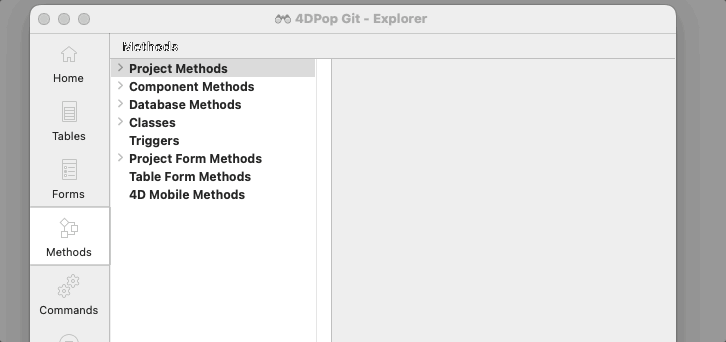 4DPop Git - Explorer
Methods
Home
Tables
Forms
Methods
Commands
Project Methods
Component Methods
Database Methods
Classes
Triggers
Project Form Methods
Table Form Methods
4D Mobile Methods